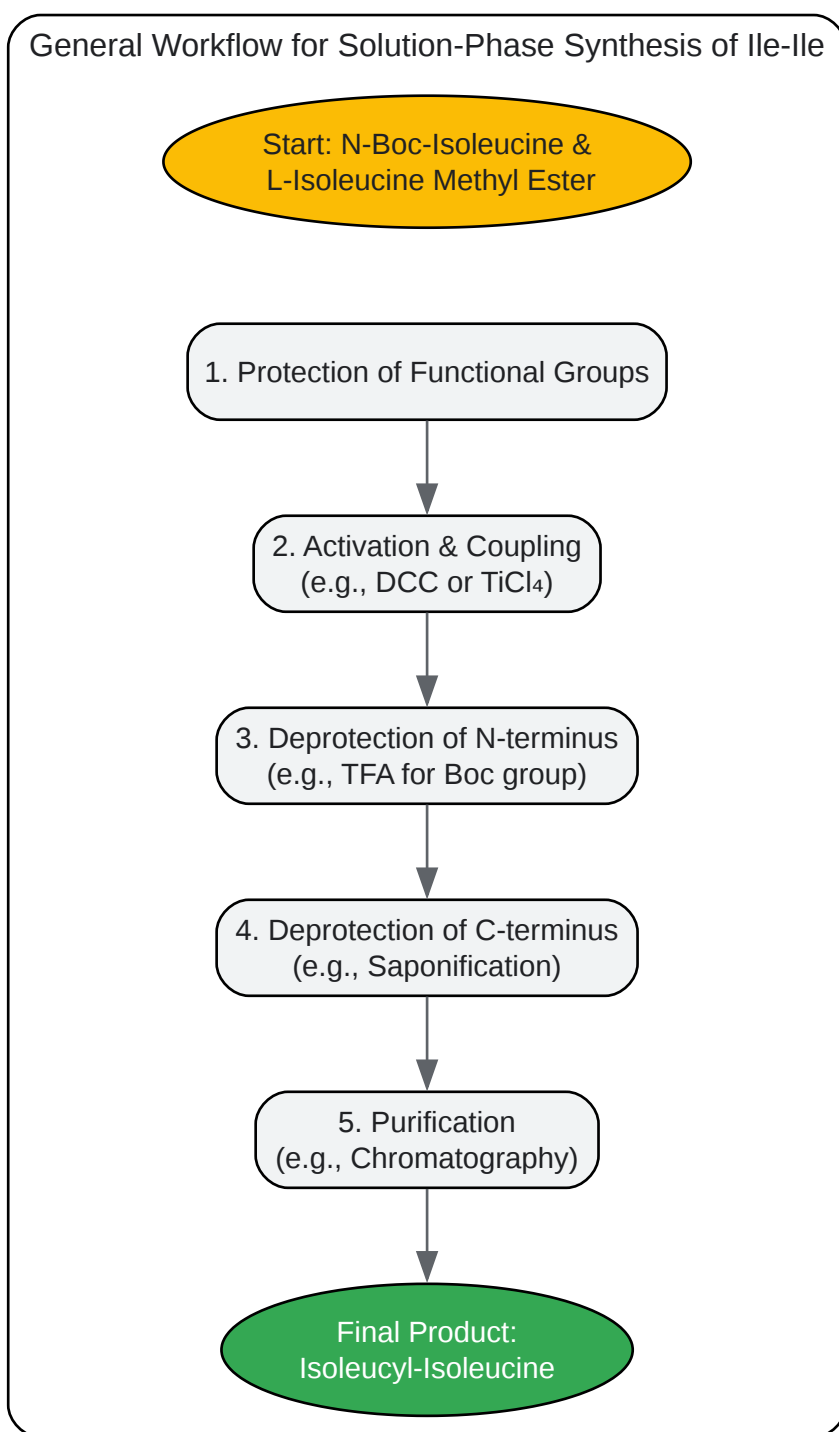 General Workflow for Solution-Phase Synthesis of Ile-Ile
Start: N-Boc-Isoleucine &
L-Isoleucine Methyl Ester
1. Protection of Functional Groups
2. Activation & Coupling
(e.g., DCC or TiCl₄)
3. Deprotection of N-terminus
(e.g., TFA for Boc group)
4. Deprotection of C-terminus
(e.g., Saponification)
5. Purification
(e.g., Chromatography)
Final Product:
Isoleucyl-Isoleucine